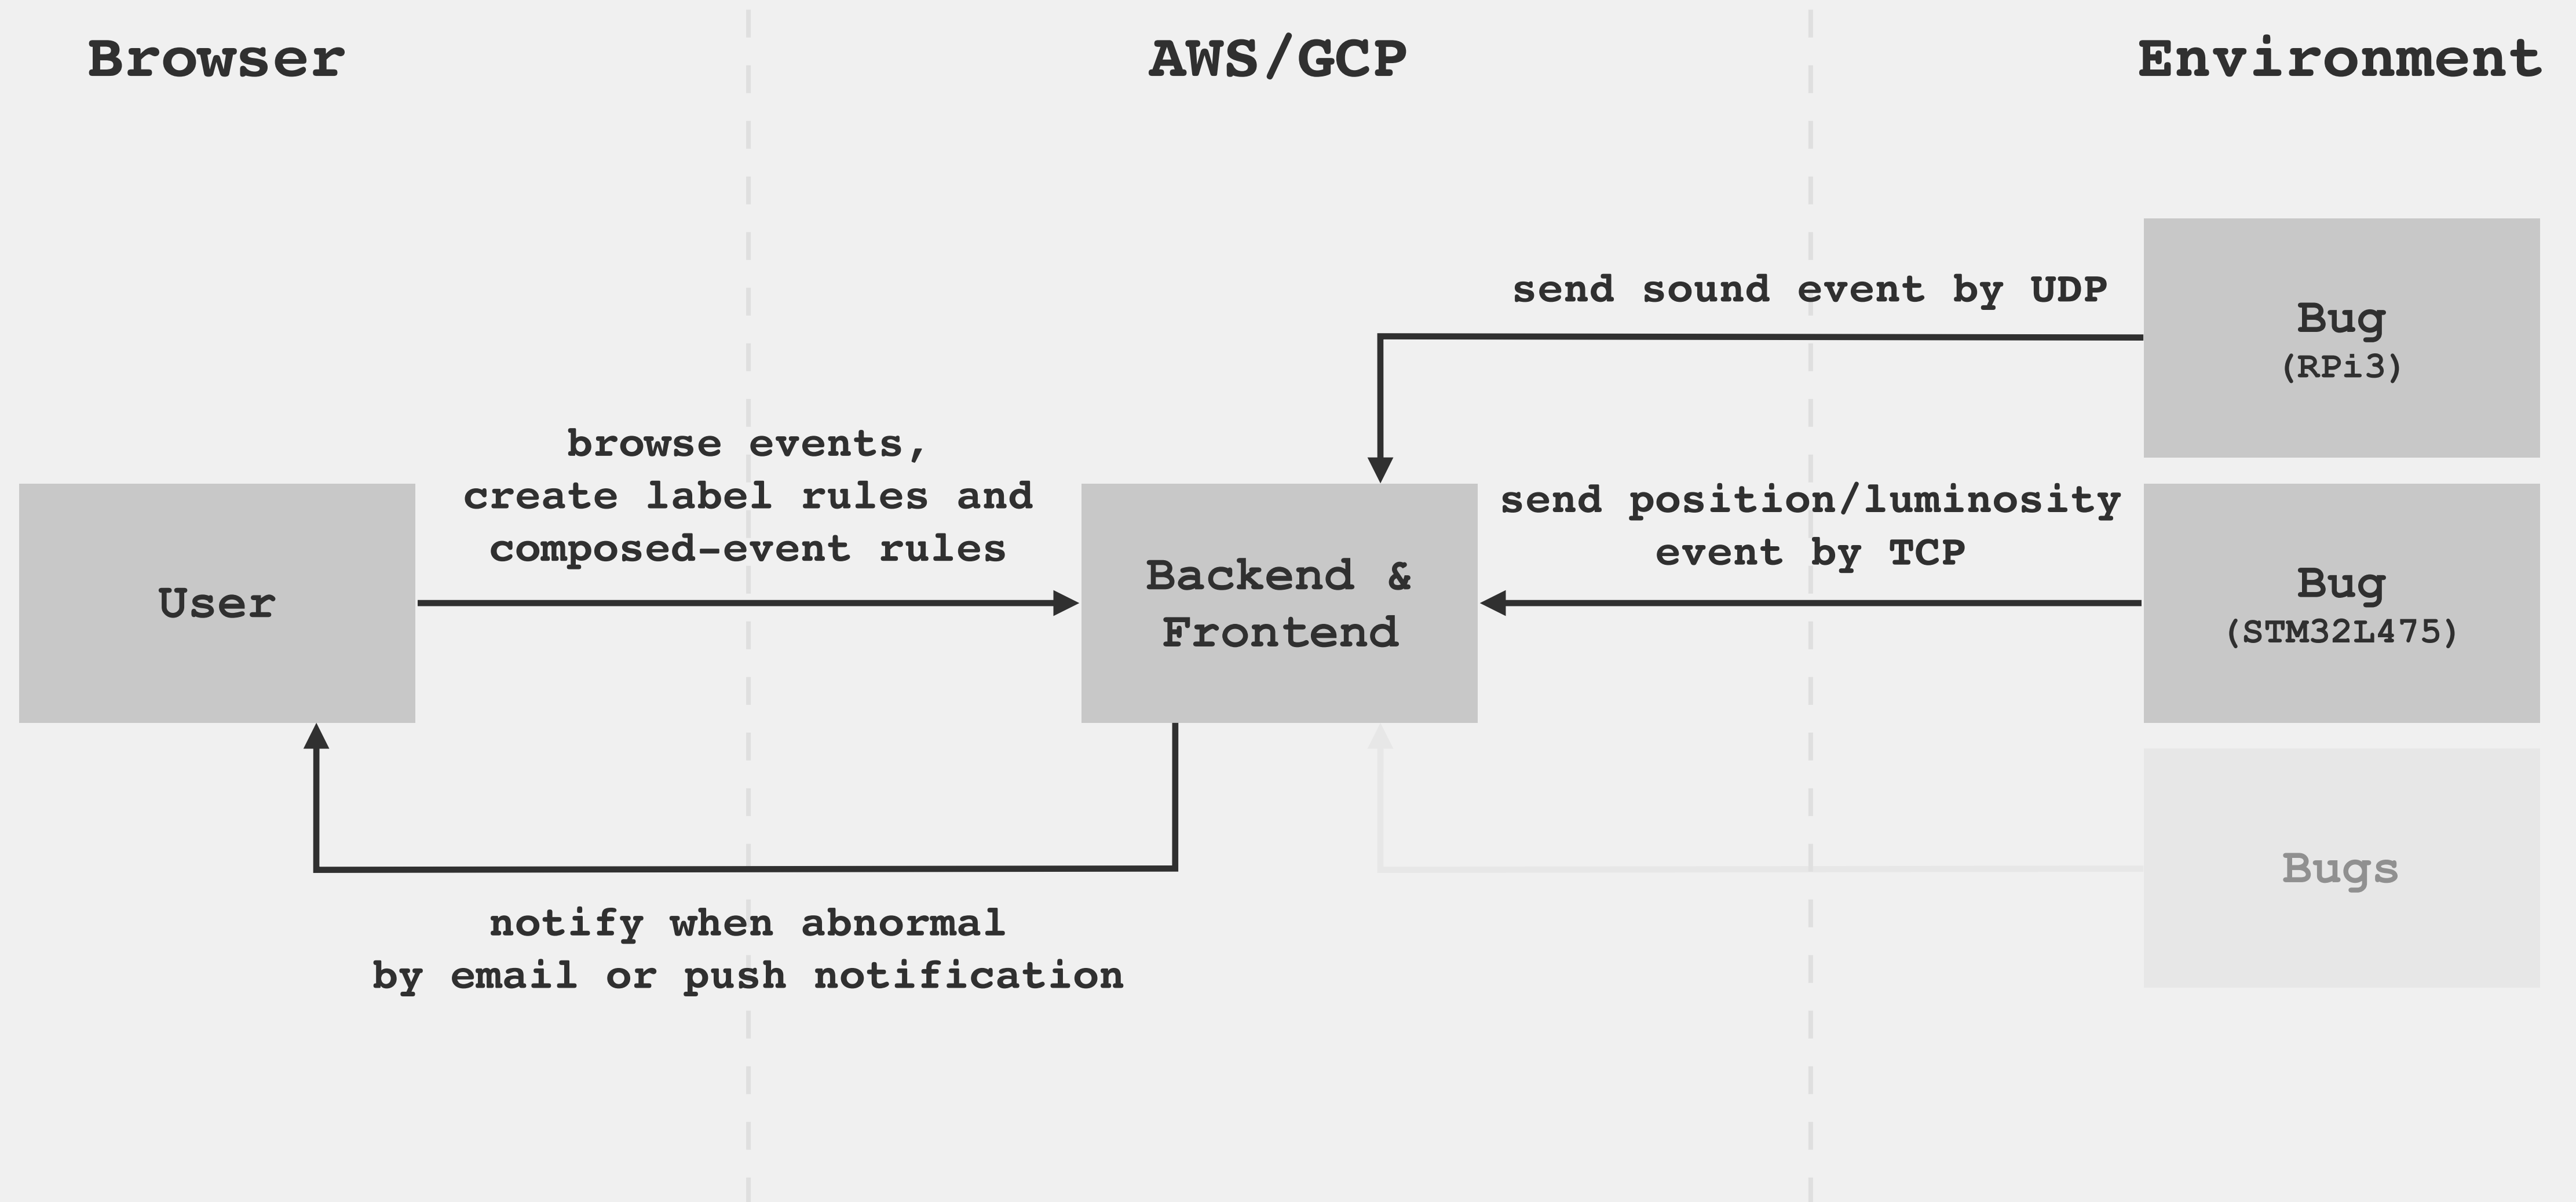 Browser
AWS/GCP
Environment
send sound event by UDP
Bug
(RPi3)
browse events,
create label rules and
composed-event rules
send position/luminosity
event by TCP
User
Backend &
Frontend
Bug
(STM32L475)
Bugs
notify when abnormal
by email or push notification